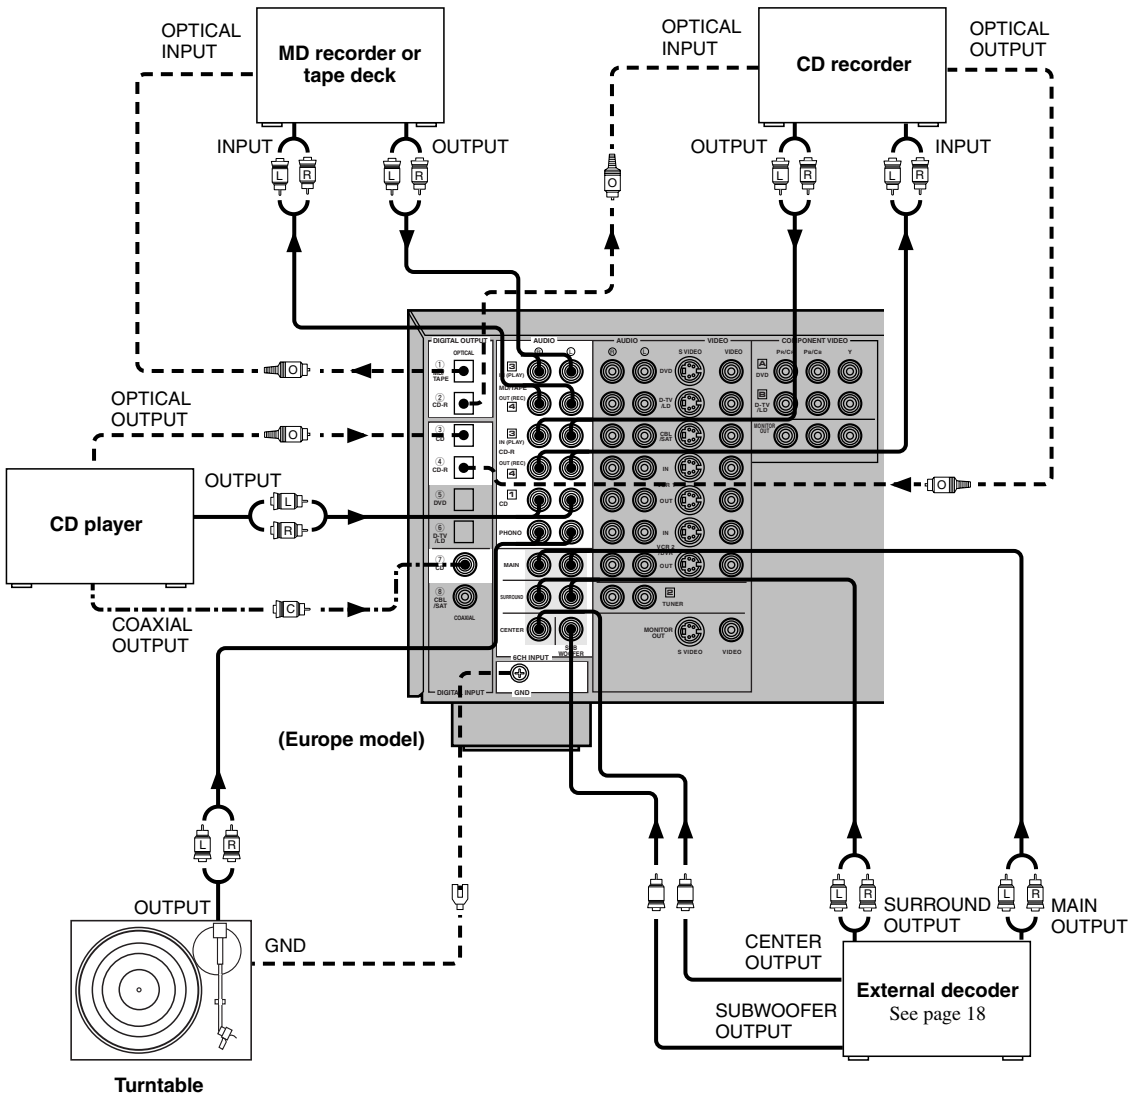 OPTICAL
INPUT
MD recorder or
tape deck
OPTICAL
INPUT
CD recorder
OPTICAL
OUTPUT
INPUT
OUTPUT
OUTPUT
INPUT
L
R
L
R
O
L
R
L
R
DIGITAL OUTPUT
AUDIO
AUDIO
VIDEO
COMPONENT VIDEO
OPTICAL
R
L
R
L
S VIDEO
VIDEO
PR/CR
PB/CB
Y
1
TAPE
3
IN (PLAY)
MD/TAPE
DVD
A
DVD
O
OPTICAL
OUTPUT
2
CD-R
OUT (REC)
4
D-TV
/LD
B
D-TV
/LD
O
3
CD
3
IN (PLAY)
CD-R
CBL
/SAT
MONITOR
OUT
4
CD-R
OUT (REC)
4
IN
O
OUTPUT
CD player
L
R
5
DVD
1
CD
OUT
6
D-TV
/LD
PHONO
IN
VCR 2
/DVR
7
CD
MAIN
OUT
C
COAXIAL
OUTPUT
8
CBL
/SAT
COAXIAL
SURROUND
2
TUNER
CENTER
SUB
WOOFER
MONITOR
OUT
S VIDEO
VIDEO
6CH INPUT
DIGITAL INPUT
GND
(Europe model)
L
R
OUTPUT
GND
Turntable
L
R
L
R
SURROUND
OUTPUT
MAIN
OUTPUT
CENTER
OUTPUT
SUBWOOFER
OUTPUT
External decoder
See page 18